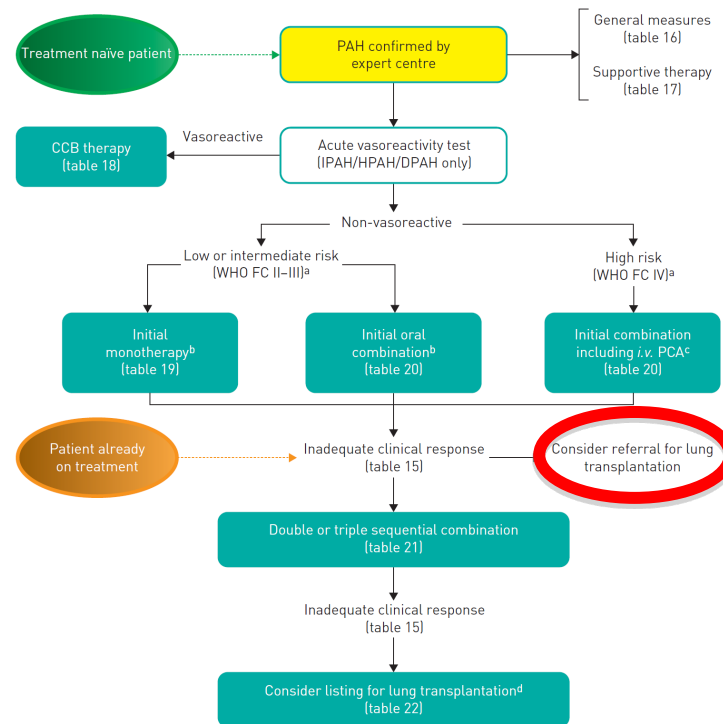 Treatment naïve patient
PAH confirmed by
expert centre
General measures
(table 16)
Supportive therapy
(table 17)
CCB therapy
(table 18)
Vasoreactive
Acute vasoreactivity test
(IPAH/HPAH/DPAH only)
Non-vasoreactive
Low or intermediate risk
(WHO FC II–III)ᵃ
High risk
(WHO FC IV)ᵃ
Initial
monotherapyᵇ
(table 19)
Initial oral
combinationᵇ
(table 20)
Initial combination
including i.v. PCAᶜ
(table 20)
Patient already
on treatment
Inadequate clinical response
(table 15)
Consider referral for lung
transplantation
Double or triple sequential combination
(table 21)
Inadequate clinical response
(table 15)
Consider listing for lung transplantationᵈ
(table 22)